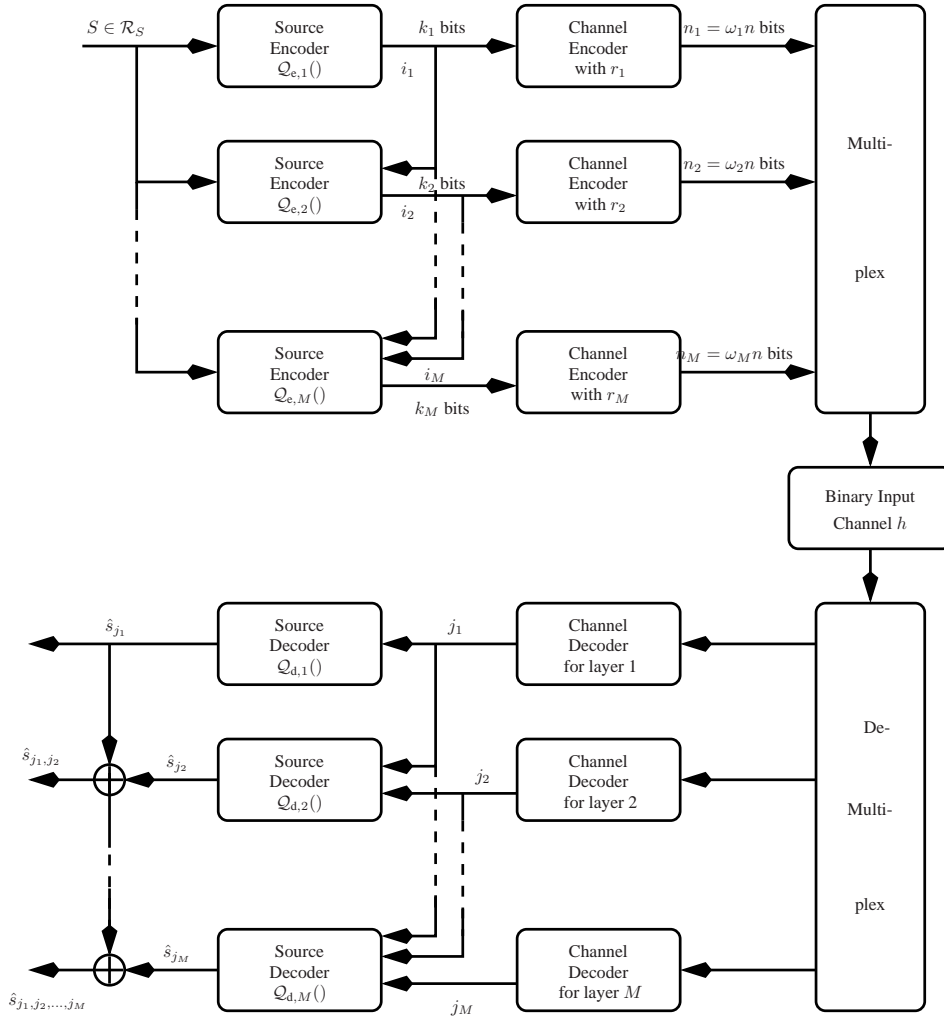 S ∈ ℛ_S
Source
Encoder
𝒬_{e,1}()
k_1 bits
i_1
Channel
Encoder
with r_1
n_1 = ω_1n bits
Source
Encoder
𝒬_{e,2}()
k_2 bits
i_2
Channel
Encoder
with r_2
n_2 = ω_2n bits
Multi-
plex
Source
Encoder
𝒬_{e,M}()
i_M
k_M bits
Channel
Encoder
with r_M
n_M = ω_Mn bits
Binary Input
Channel h
ŝ_{j_1}
Source
Decoder
𝒬_{d,1}()
j_1
Channel
Decoder
for layer 1
ŝ_{j_1,j_2}
ŝ_{j_2}
Source
Decoder
𝒬_{d,2}()
j_2
Channel
Decoder
for layer 2
De-
Multi-
plex
ŝ_{j_1,j_2,...,j_M}
ŝ_{j_M}
Source
Decoder
𝒬_{d,M}()
j_M
Channel
Decoder
for layer M